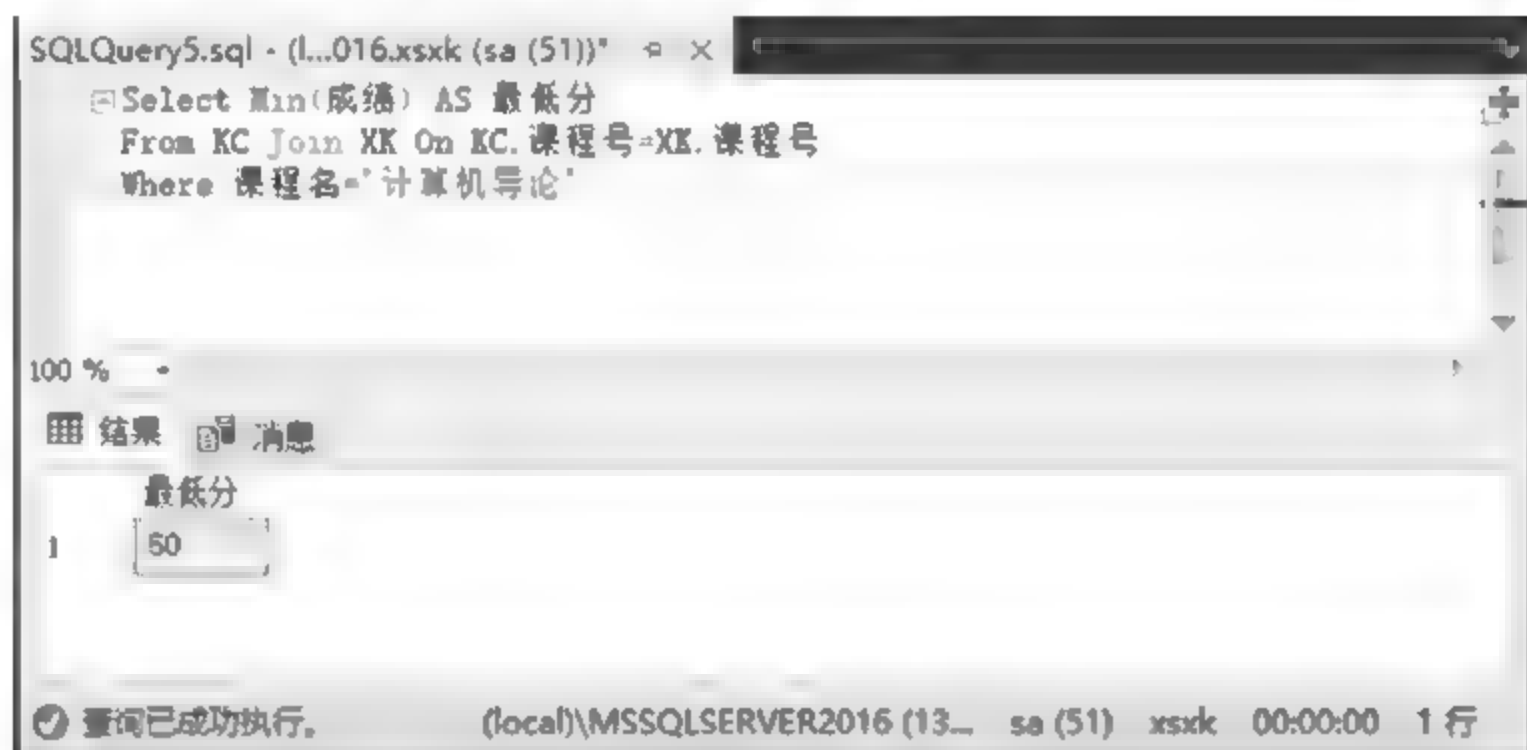 SQLQuery5.sql - (l...016.xsxk (sa (51))*
Select Min(成绩) AS 最低分
From KC Join XK On KC.课程号=XK.课程号
Where 课程名='计算机导论'
100 %
结果 消息
最低分
1 50
查询已成功执行。 (local)\MSSQLSERVER2016 (13... sa (51) xsxk 00:00:00 1 行